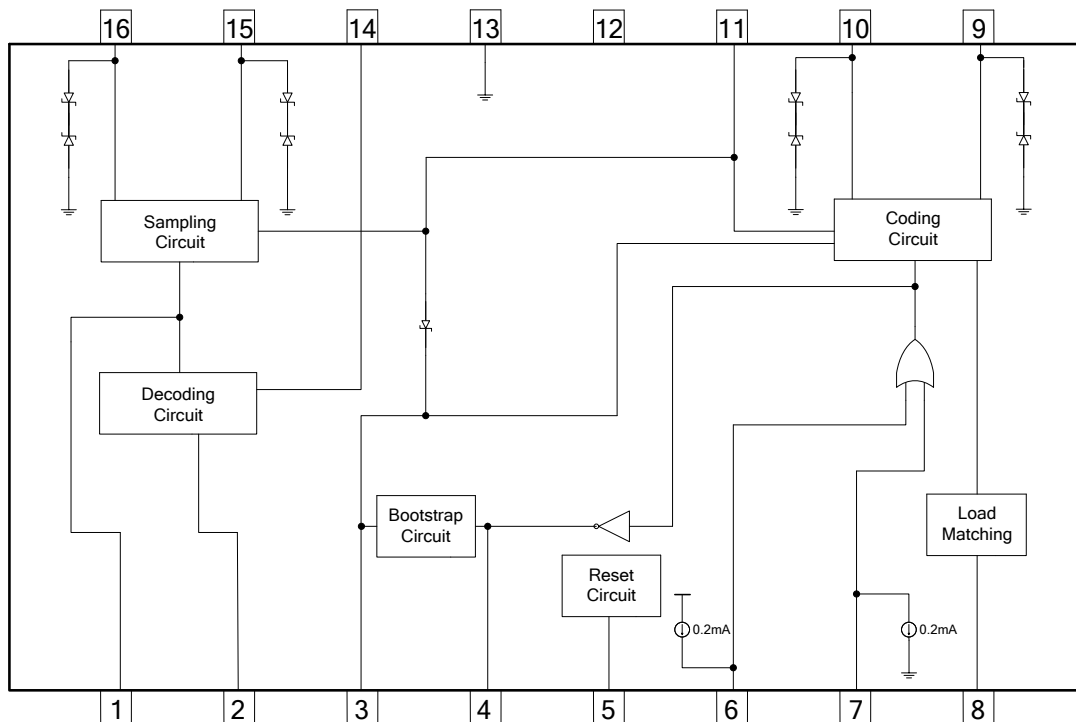 16 15 14 13 12 11 10 9
Sampling
Circuit
Coding
Circuit
Decoding
Circuit
Bootstrap
Circuit
Load
Matching
Reset
Circuit
0.2mA
0.2mA
1 2 3 4 5 6 7 8